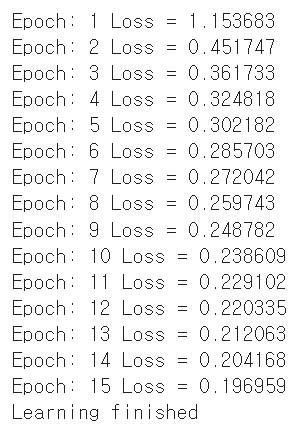 Epoch: 1 Loss = 1.153683
Epoch: 2 Loss = 0.451747
Epoch: 3 Loss = 0.361733
Epoch: 4 Loss = 0.324818
Epoch: 5 Loss = 0.302182
Epoch: 6 Loss = 0.285703
Epoch: 7 Loss = 0.272042
Epoch: 8 Loss = 0.259743
Epoch: 9 Loss = 0.248782
Epoch: 10 Loss = 0.238609
Epoch: 11 Loss = 0.229102
Epoch: 12 Loss = 0.220335
Epoch: 13 Loss = 0.212063
Epoch: 14 Loss = 0.204168
Epoch: 15 Loss = 0.196959
Learning finished